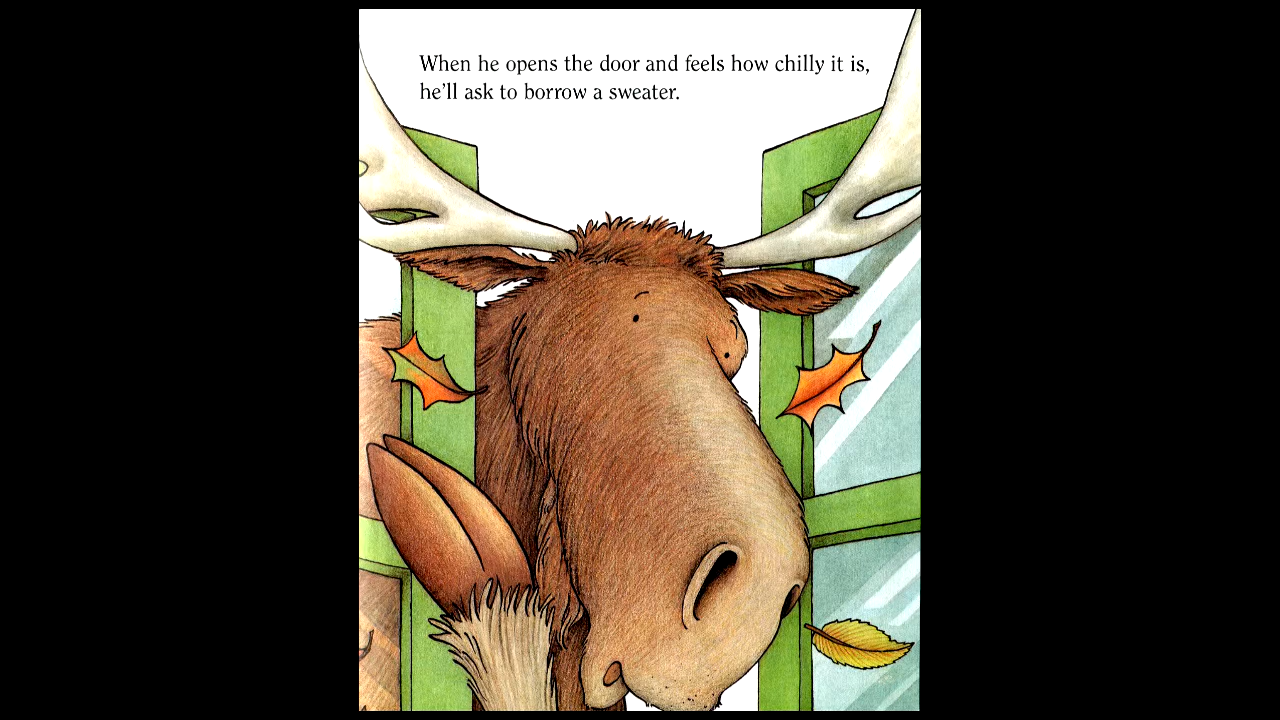 When he opens the door and feels how chilly it is,
he'll ask to borrow a sweater.